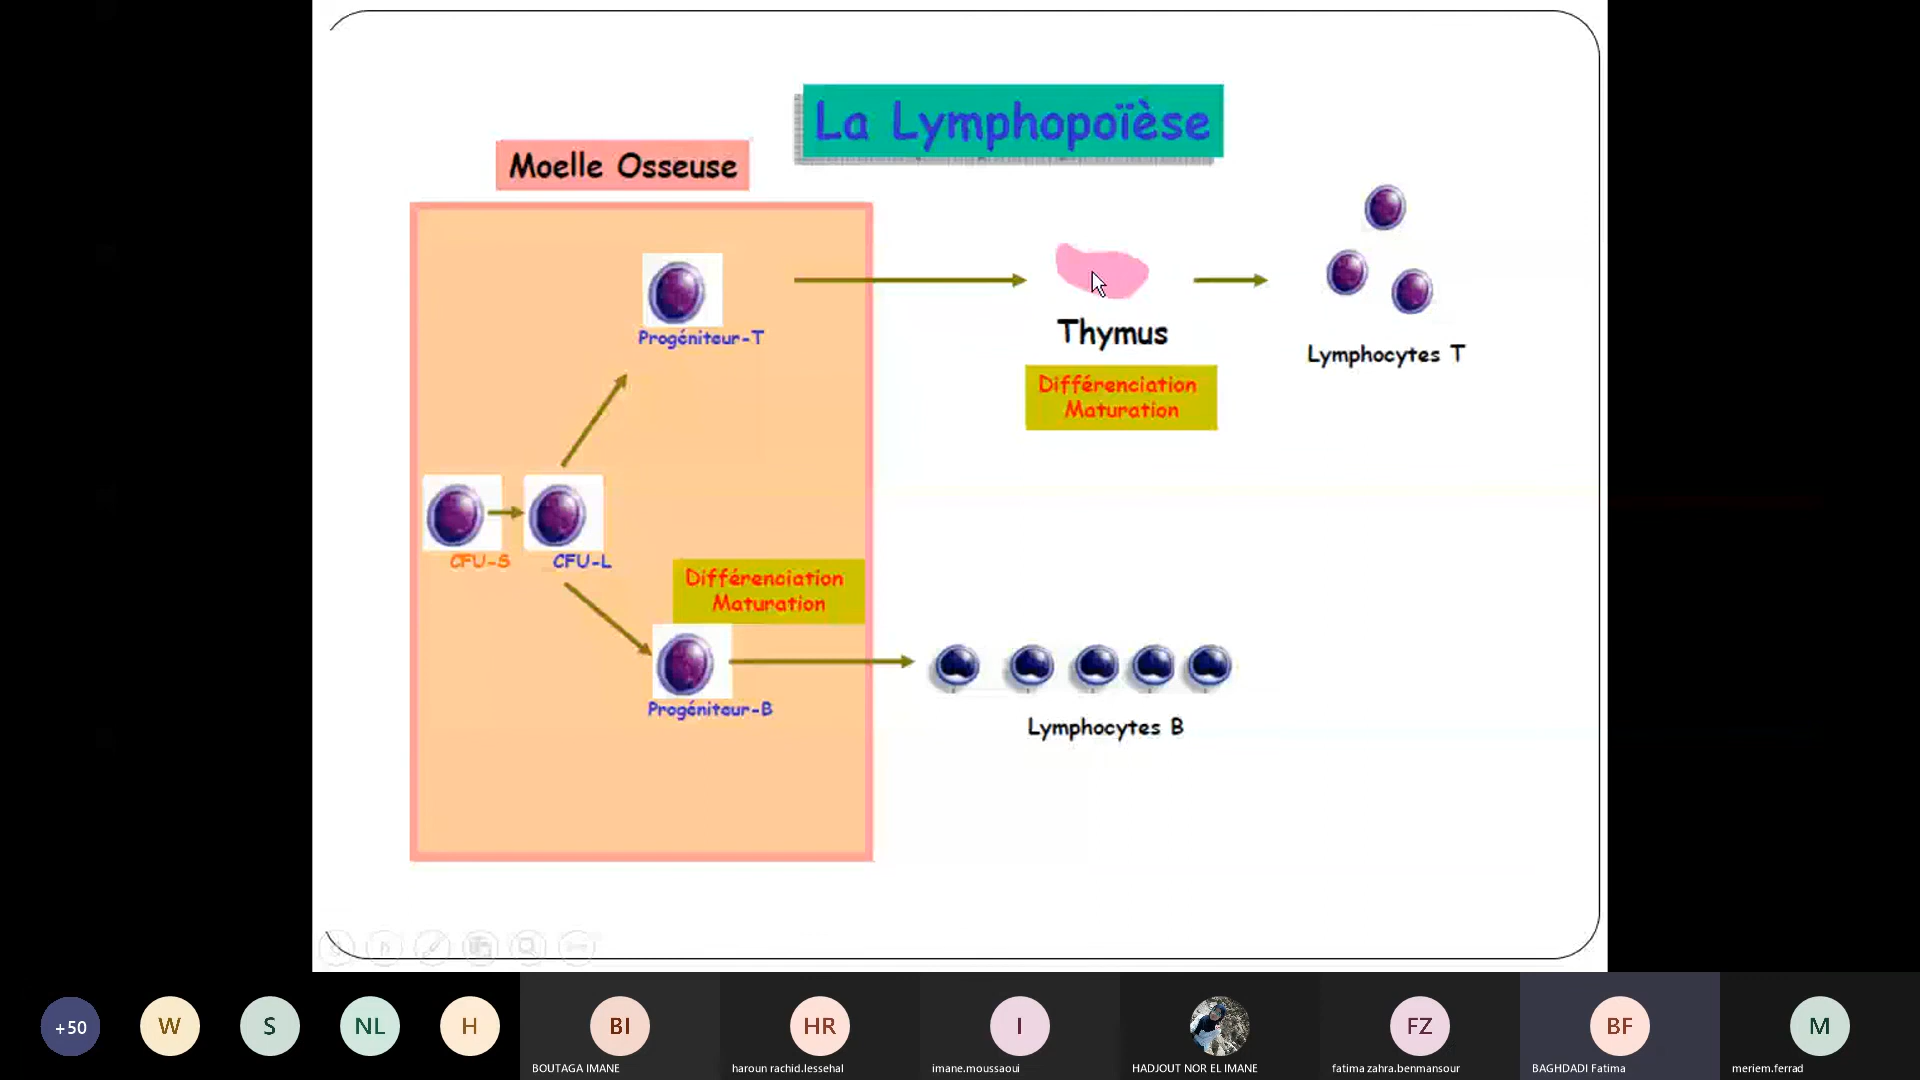 La Lymphopoïèse
Moelle Osseuse
Progéniteur-T
Thymus
Lymphocytes T
Différenciation
Maturation
CFU-S
CFU-L
Différenciation
Maturation
Progéniteur-B
Lymphocytes B
+50
W
S
NL
H
BI
HR
I
FZ
BF
M
BOUTAGA IMANE
haroun rachid.lessehal
imane.moussaoui
HADJOUT NOR EL IMANE
fatima zahra.benmansour
BAGHDADI Fatima
meriem.ferrad